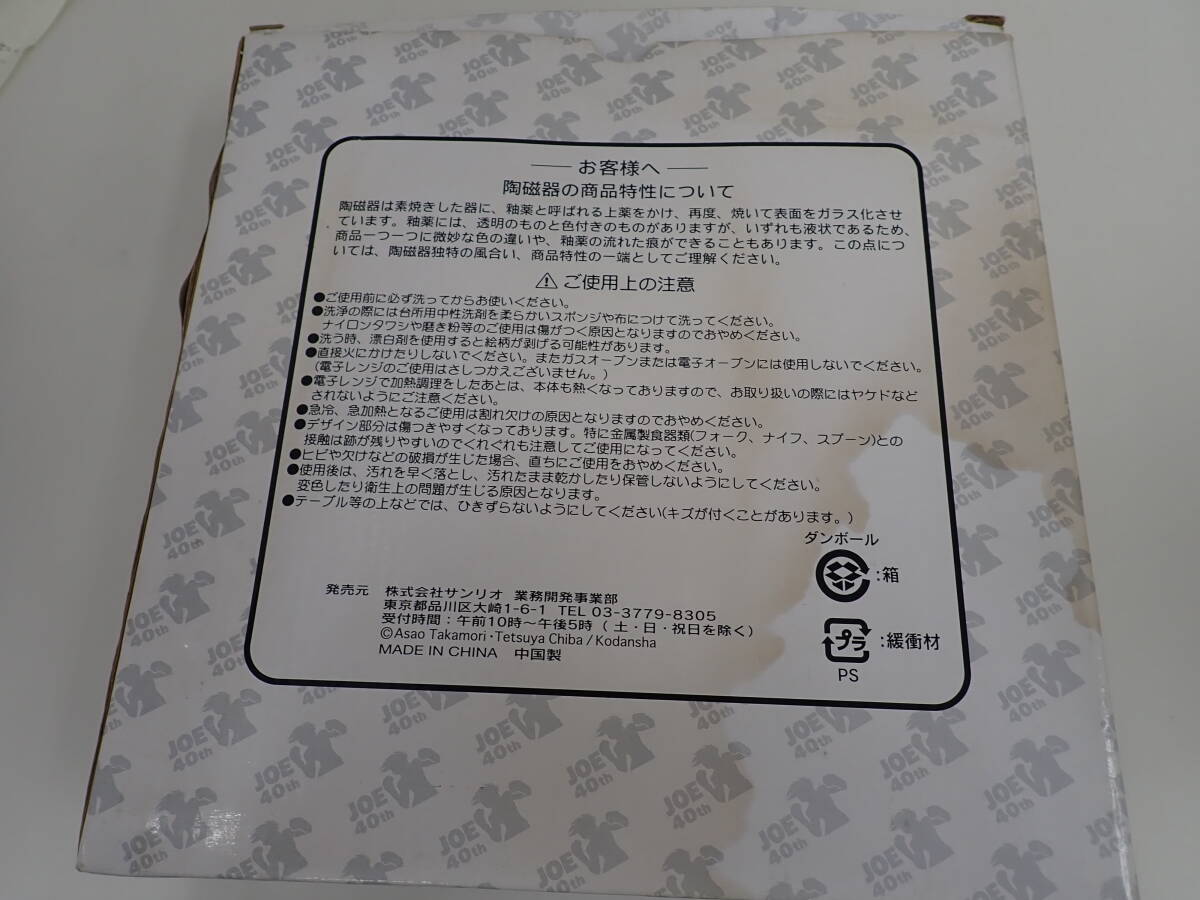 お客様へ
陶磁器の商品特性について
陶磁器は素焼きした器に、釉薬と呼ばれる上薬をかけ、再度、焼いて表面をガラス化させ
ています。釉薬には、透明のものと色付きのものがありますが、いずれも液状であるため、
商品一つ一つに微妙な色の違いや、釉薬の流れた痕ができることもあります。この点につ
いては、陶磁器独特の風合い、商品特性の一端としてご理解ください。
⚠ご使用上の注意
●ご使用前に必ず洗ってからお使いください。
●洗浄の際には台所用中性洗剤を柔らかいスポンジや布につけて洗ってください。
ナイロンタワシや磨き粉等のご使用は傷がつく原因となりますのでおやめください。
●洗う時、漂白剤を使用すると絵柄が剥げる可能性があります。
●直接火にかけたりしないでください。またガスオーブンまたは電子オーブンには使用しないでください。
(電子レンジのご使用はさしつかえございません。)
●電子レンジで加熱調理をしたあとは、本体も熱くなっておりますので、お取り扱いの際にはヤケドなど
されないようにご注意ください。
●急冷、急加熱となるご使用は割れ欠けの原因となりますのでおやめください。
●デザイン部分は傷つきやすくなっております。特に金属製食器類(フォーク、ナイフ、スプーン)との
接触は跡が残りやすいのでくれぐれも注意してご使用になってください。
●ヒビや欠けなどの破損が生じた場合、直ちにご使用をおやめください。
●使用後は、汚れを早く落とし、汚れたまま乾かしたり保管しないようにしてください。
変色したり衛生上の問題が生じる原因となります。
●テーブル等の上などでは、ひきずらないようにしてください(キズが付くことがあります。)
ダンボール
:箱
プラ :緩衝材
PS
発売元 株式会社サンリオ 業務開発事業部
東京都品川区大崎1-6-1 TEL 03-3779-8305
受付時間：午前10時～午後5時（土・日・祝日を除く）
©Asao Takamori・Tetsuya Chiba / Kodansha
MADE IN CHINA 中国製
JOE
40th